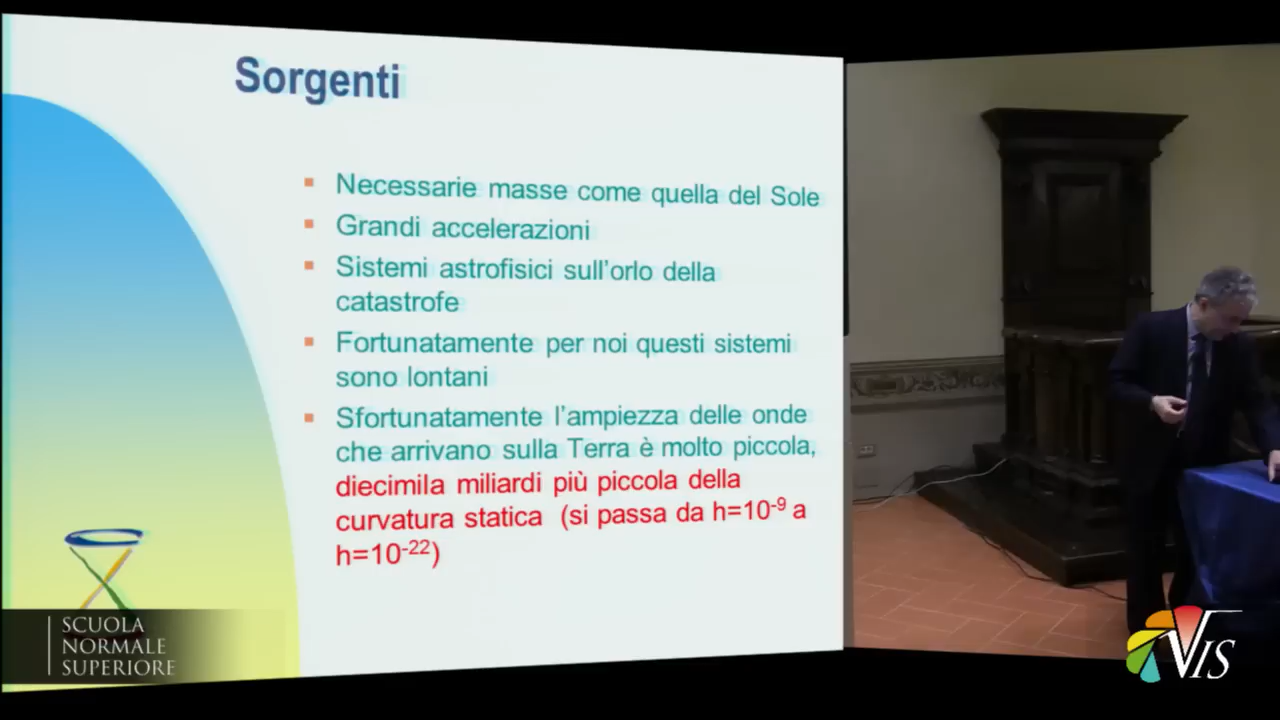 Sorgenti
Necessarie masse come quella del Sole
Grandi accelerazioni
Sistemi astrofisici sull'orlo della
catastrofe
Fortunatamente per noi questi sistemi
sono lontani
Sfortunatamente l'ampiezza delle onde
che arrivano sulla Terra è molto piccola,
diecimila miliardi più piccola della
curvatura statica (si passa da h=10⁻⁹ a
h=10⁻²²)
SCUOLA
NORMALE
SUPERIORE
VIS